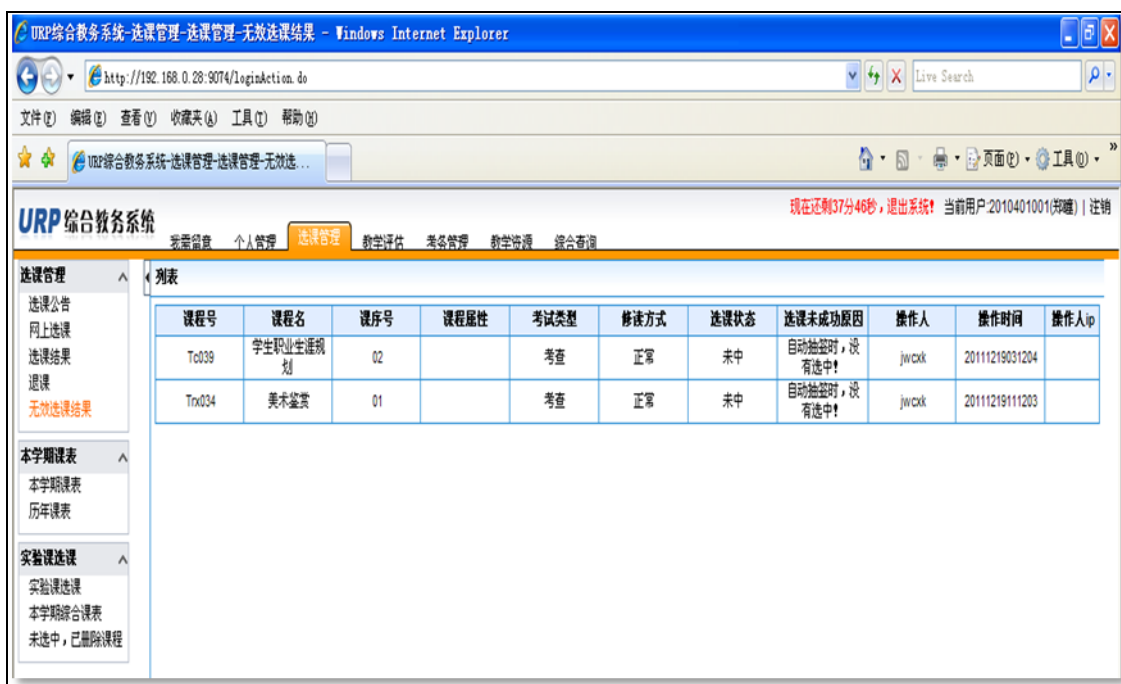 URP综合教务系统-选课管理-选课管理-无效选课结果 - Windows Internet Explorer
http://192.168.0.28:9074/loginAction.do
Live Search
文件(F) 编辑(E) 查看(V) 收藏夹(A) 工具(T) 帮助(H)
URP综合教务系统-选课管理-选课管理-无效选...
页面(P) 工具(O)
现在还剩37分46秒，退出系统! 当前用户:2010401001(郑曈) | 注销
URP综合教务系统
我需留意 个人管理 选课管理 教学评估 考务管理 教学资源 综合查询
选课管理
选课公告
网上选课
选课结果
退课
无效选课结果
本学期课表
本学期课表
历年课表
实验课选课
实验课选课
本学期综合课表
未选中，已删除课程
列表
课程号 课程名 课序号 课程属性 考试类型 修读方式 选课状态 选课未成功原因 操作人 操作时间 操作人ip
Tc039 学生职业生涯规划 02 考查 正常 未中 自动抽签时，没有选中! jwcxk 20111219031204
Trx034 美术鉴赏 01 考查 正常 未中 自动抽签时，没有选中! jwcxk 20111219111203